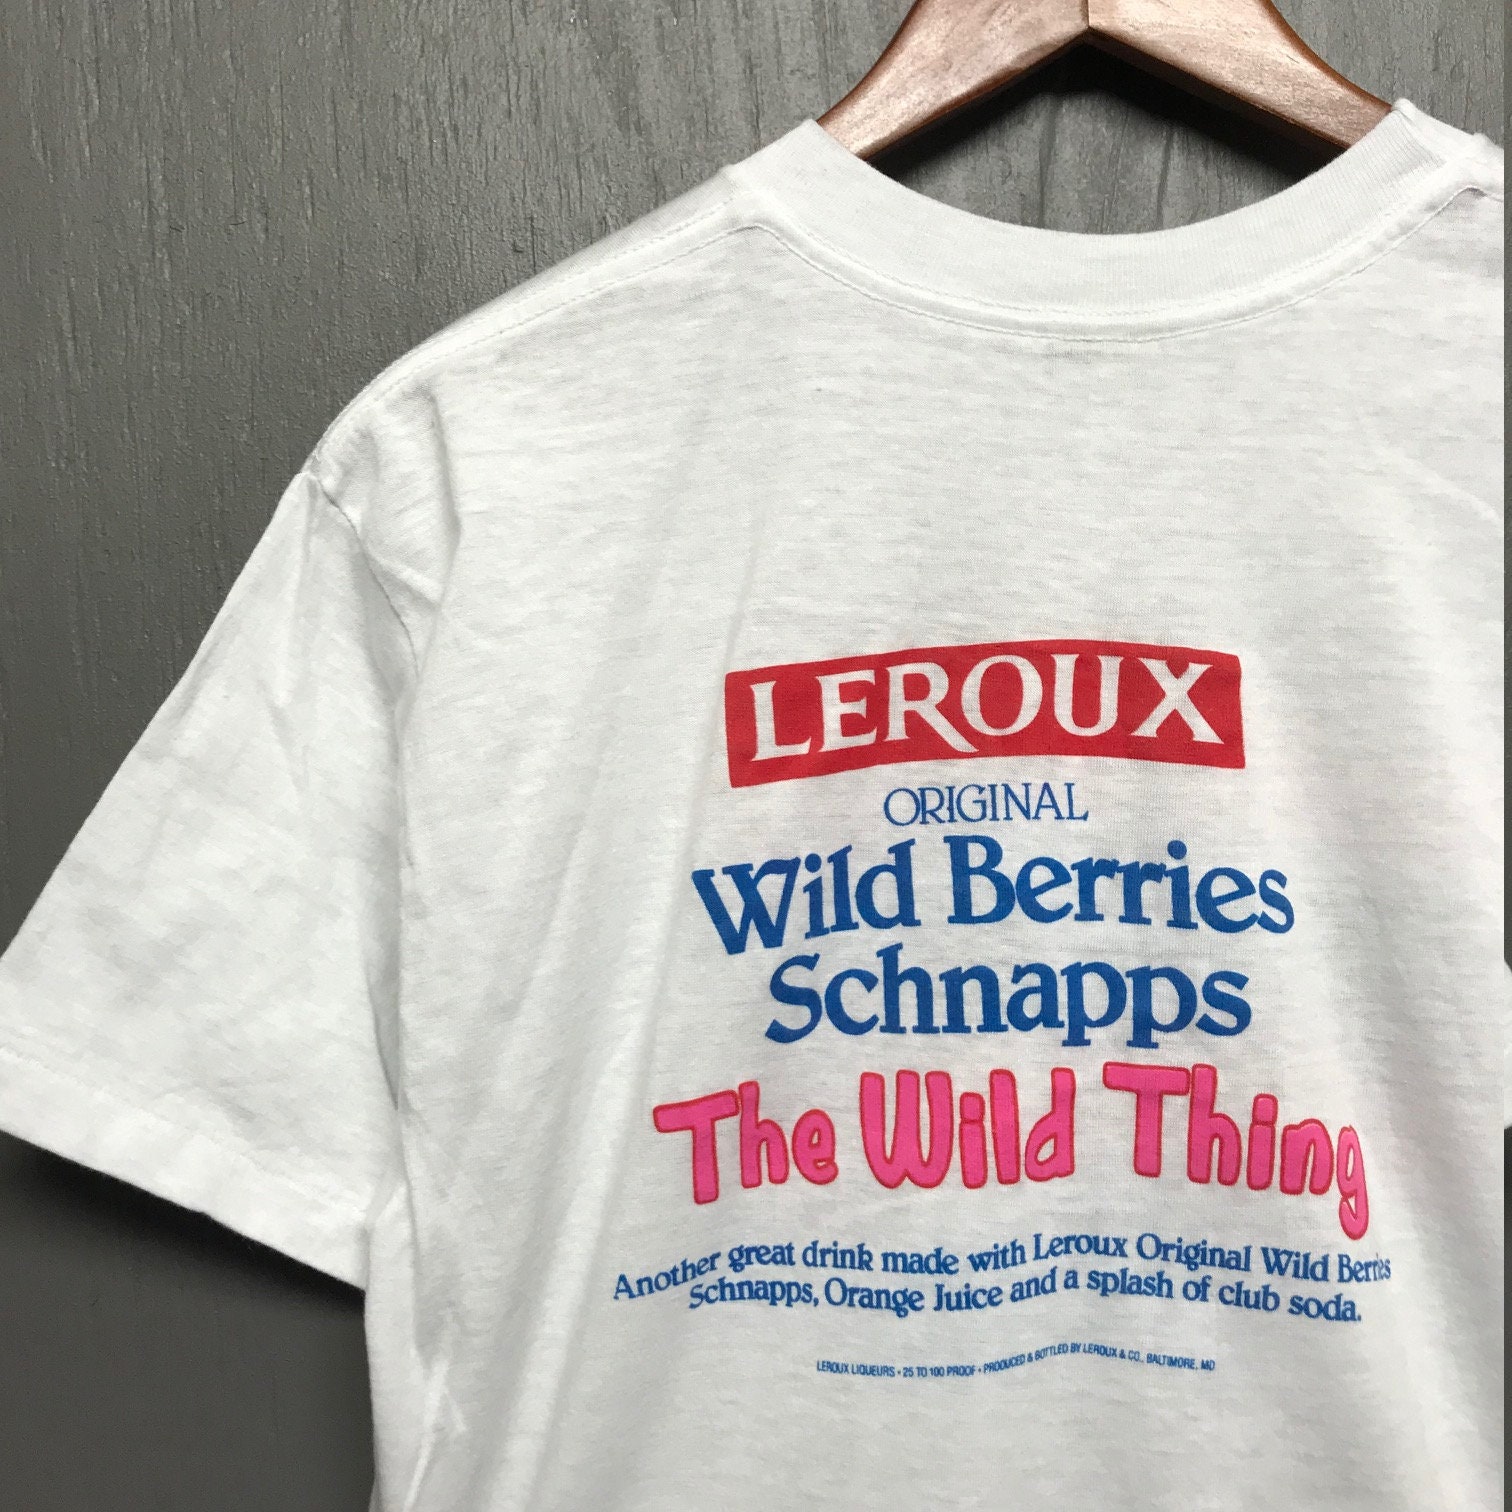 LEROUX
ORIGINAL
Wild Berries
Schnapps
The Wild Thing
Another great drink made with Leroux Original Wild Berries
Schnapps, Orange Juice and a splash of club soda.
LEROUX LIQUEURS • 25 TO 100 PROOF • PRODUCED & BOTTLED BY LEROUX & CO., BALTIMORE, MD